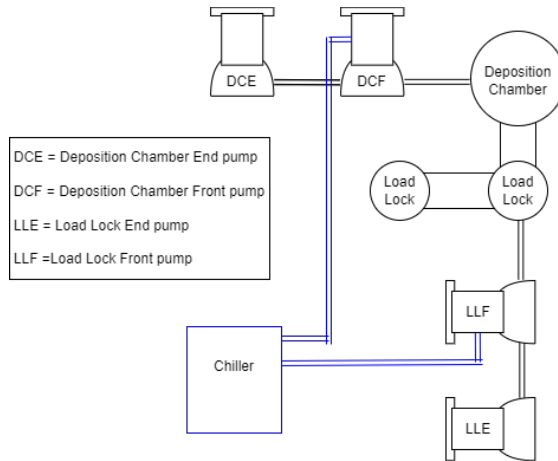 DCE
DCF
Deposition
Chamber
DCE = Deposition Chamber End pump
DCF = Deposition Chamber Front pump
LLE = Load Lock End pump
LLF =Load Lock Front pump
Load
Lock
Load
Lock
LLF
Chiller
LLE